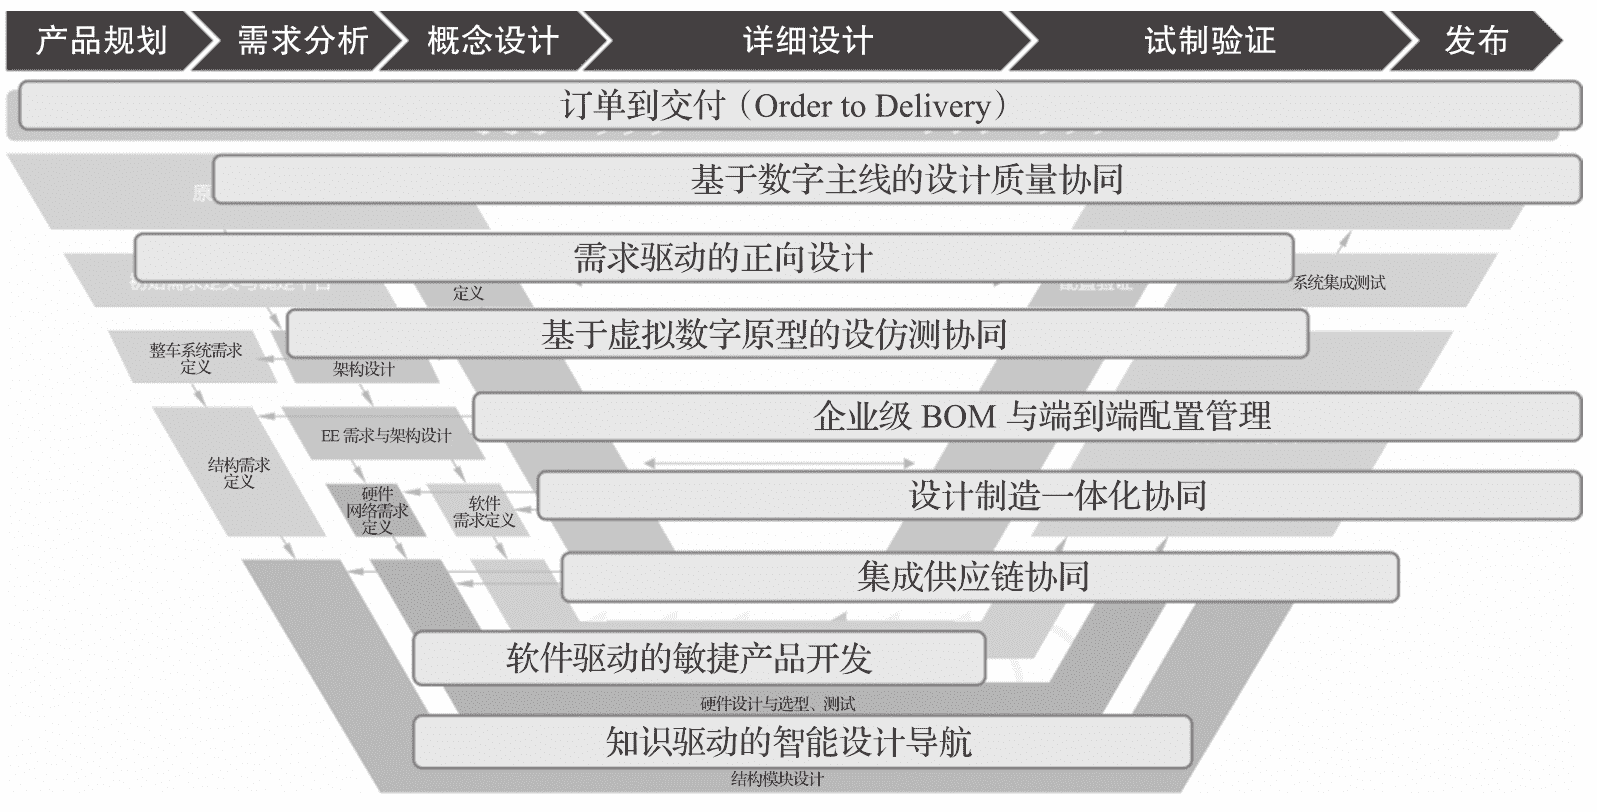 产品规划
需求分析
概念设计
详细设计
试制验证
发布
订单到交付（Order to Delivery）
基于数字主线的设计质量协同
原
需求驱动的正向设计
定义
系统集成测试
基于虚拟数字原型的设仿测协同
整车系统需求
定义
架构设计
企业级 BOM 与端到端配置管理
EE 需求与架构设计
结构需求
定义
设计制造一体化协同
硬件
网络需求
定义
软件
需求定义
集成供应链协同
软件驱动的敏捷产品开发
硬件设计与选型、测试
知识驱动的智能设计导航
结构模块设计